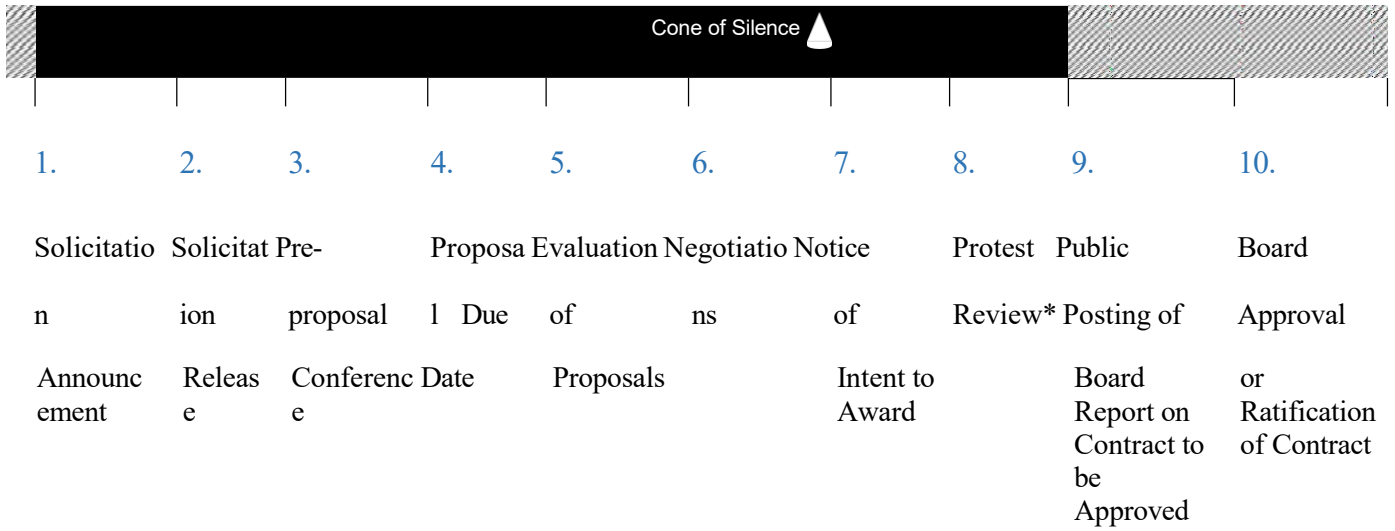 Cone of Silence
1. 2. 3. 4. 5. 6. 7. 8. 9. 10.
Solicitatio Solicitat Pre- Proposa Evaluation Negotiatio Notice Protest Public Board
n ion proposal l Due of ns of Review* Posting of Approval
Announc Releas Conferenc Date Proposals Intent to Board or
ement e e Award Report on Ratification
Contract to of Contract
be
Approved